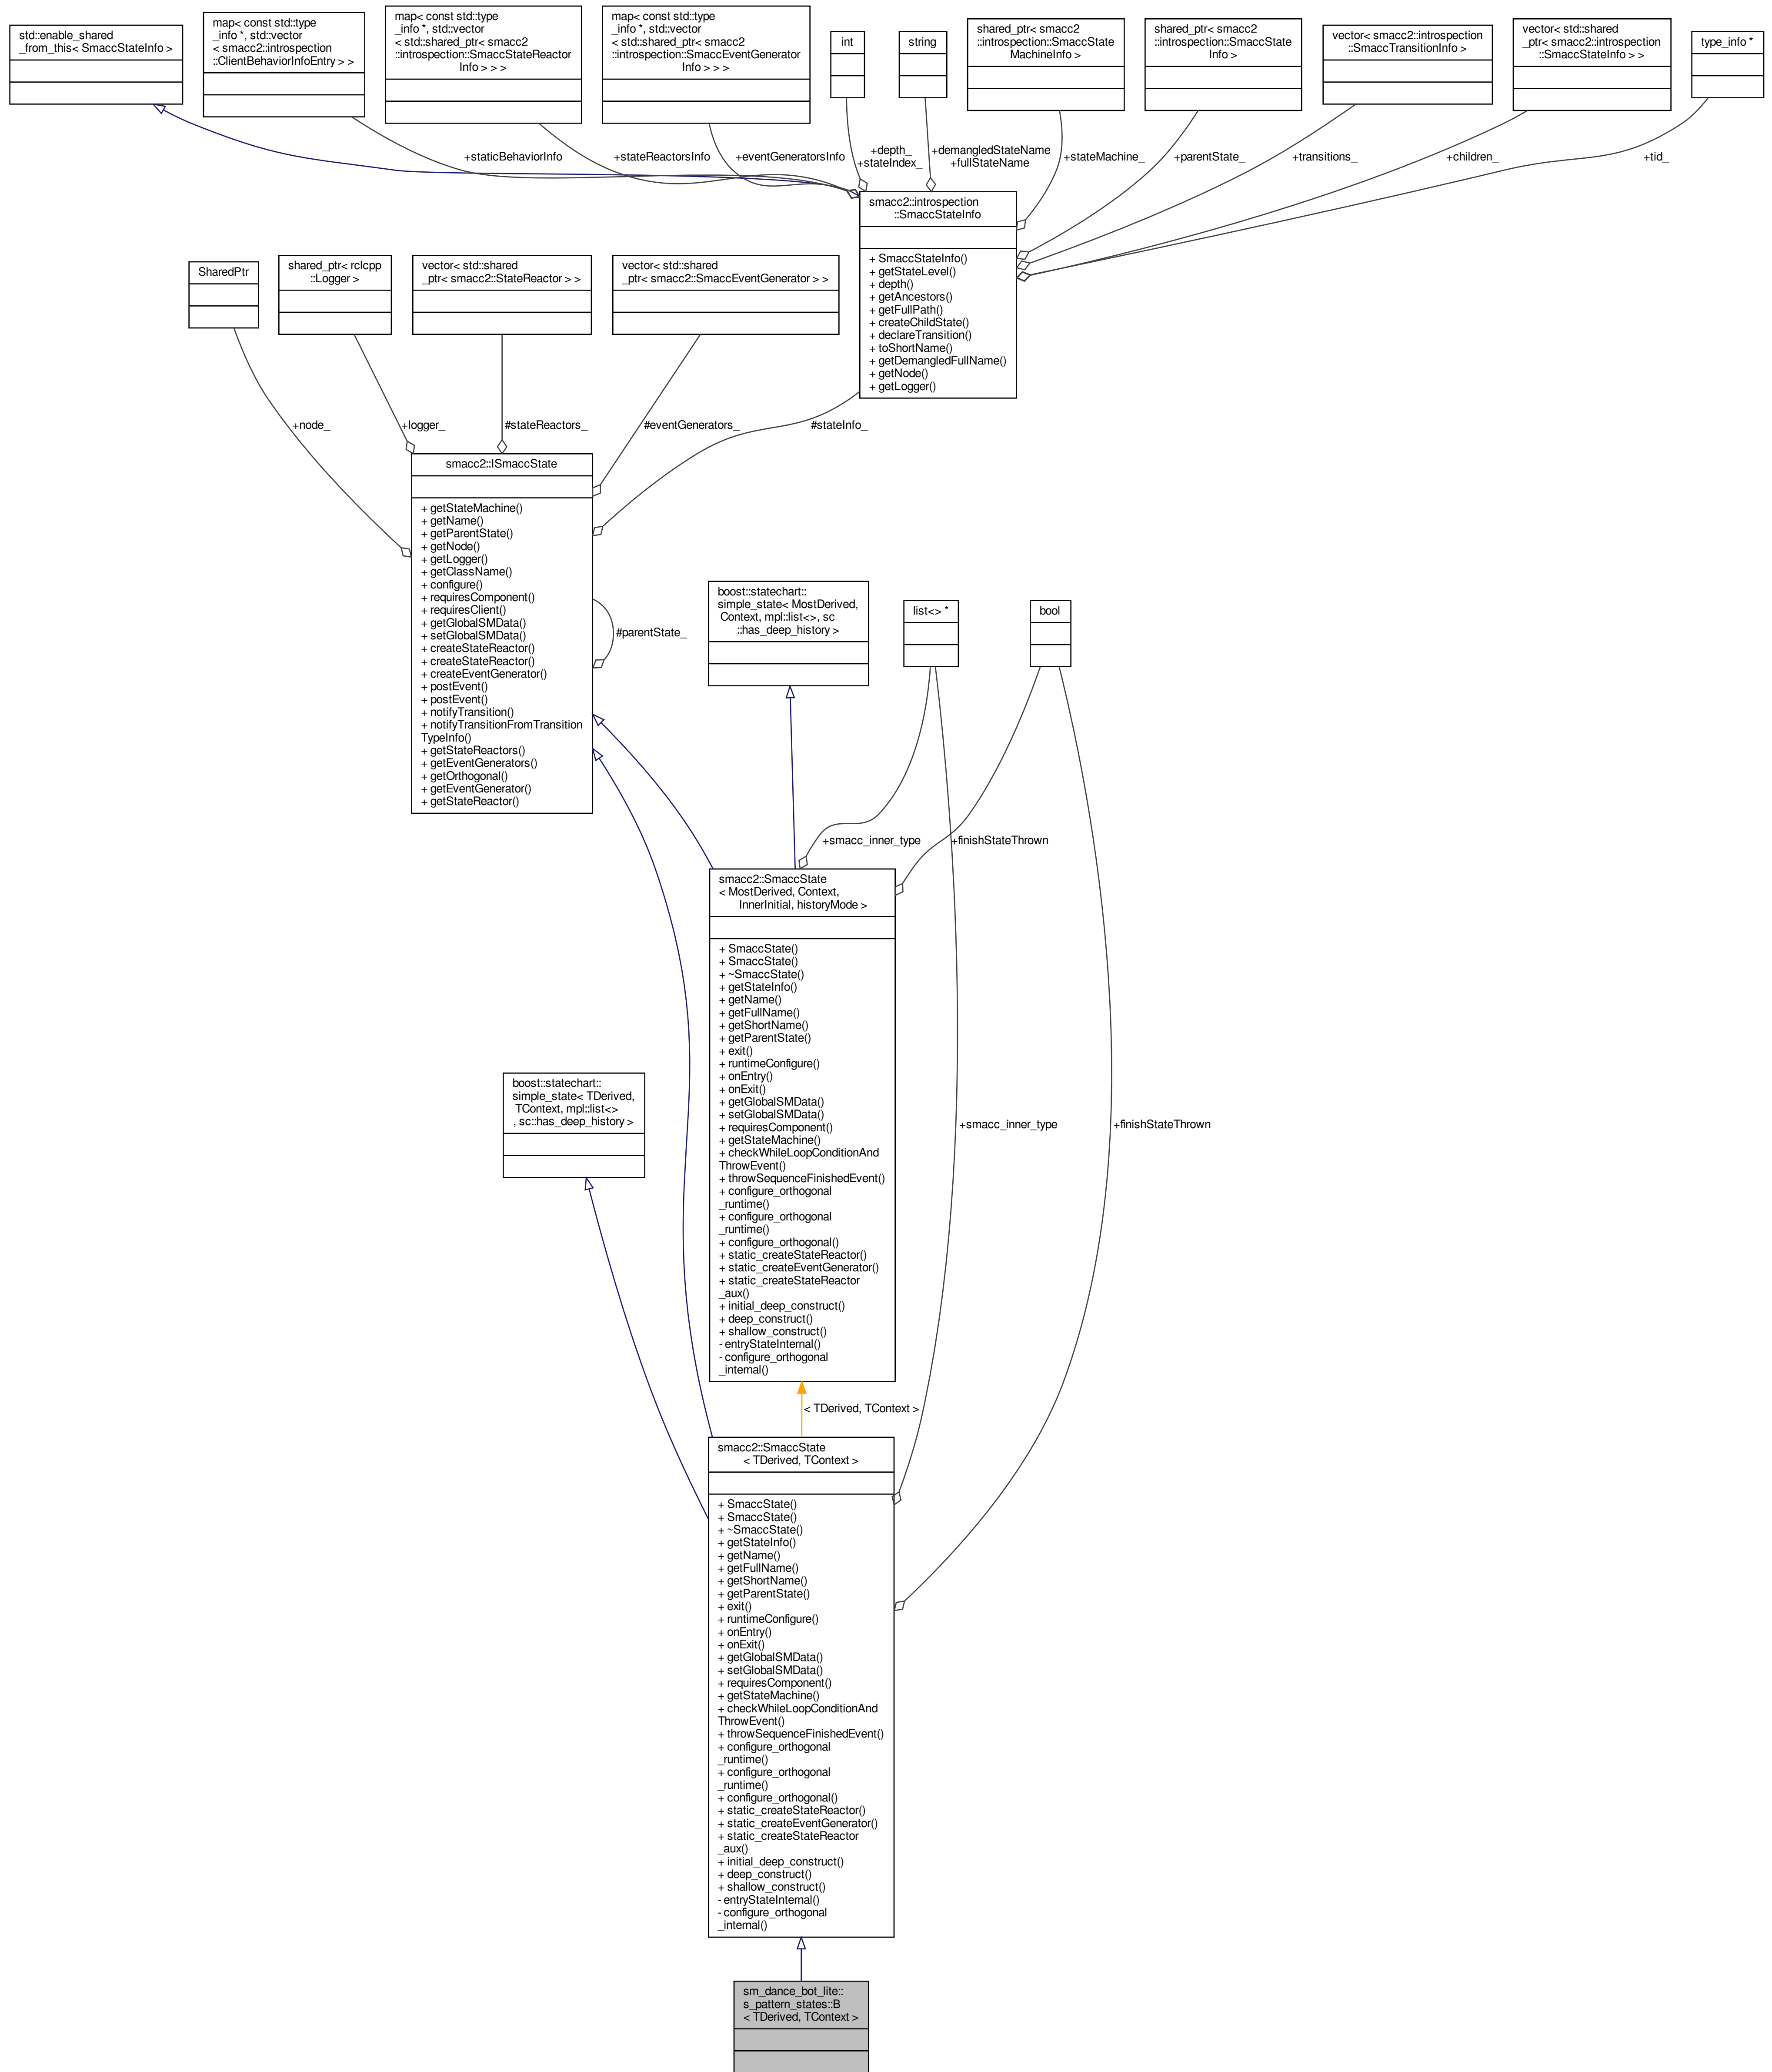 std::enable_shared
_from_this< SmaccStateInfo >
map< const std::type
_info *, std::vector
< smacc2::introspection
::ClientBehaviorInfoEntry > >
map< const std::type
_info *, std::vector
< std::shared_ptr< smacc2
::introspection::SmaccStateReactor
Info > > >
map< const std::type
_info *, std::vector
< std::shared_ptr< smacc2
::introspection::SmaccEventGenerator
Info > > >
int
string
shared_ptr< smacc2
::introspection::SmaccState
MachineInfo >
shared_ptr< smacc2
::introspection::SmaccState
Info >
vector< smacc2::introspection
::SmaccTransitionInfo >
vector< std::shared
_ptr< smacc2::introspection
::SmaccStateInfo > >
type_info *
+staticBehaviorInfo
+stateReactorsInfo
+eventGeneratorsInfo
+depth_
+stateIndex_
+demangledStateName
+fullStateName
+stateMachine_
+parentState_
+transitions_
+children_
+tid_
smacc2::introspection
::SmaccStateInfo
+ SmaccStateInfo()
+ getStateLevel()
+ depth()
+ getAncestors()
+ getFullPath()
+ createChildState()
+ declareTransition()
+ toShortName()
+ getDemangledFullName()
+ getNode()
+ getLogger()
SharedPtr
shared_ptr< rclcpp
::Logger >
vector< std::shared
_ptr< smacc2::StateReactor > >
vector< std::shared
_ptr< smacc2::SmaccEventGenerator > >
+node_
+logger_
#stateReactors_
#eventGenerators_
#stateInfo_
smacc2::ISmaccState
+ getStateMachine()
+ getName()
+ getParentState()
+ getNode()
+ getLogger()
+ getClassName()
+ configure()
+ requiresComponent()
+ requiresClient()
+ getGlobalSMData()
+ setGlobalSMData()
+ createStateReactor()
+ createStateReactor()
+ createEventGenerator()
+ postEvent()
+ postEvent()
+ notifyTransition()
+ notifyTransitionFromTransition
TypeInfo()
+ getStateReactors()
+ getEventGenerators()
+ getOrthogonal()
+ getEventGenerator()
+ getStateReactor()
#parentState_
boost::statechart::
simple_state< MostDerived,
Context, mpl::list<>, sc
::has_deep_history >
list<> *
bool
+smacc_inner_type
+finishStateThrown
smacc2::SmaccState
< MostDerived, Context,
InnerInitial, historyMode >
+ SmaccState()
+ SmaccState()
+ ~SmaccState()
+ getStateInfo()
+ getName()
+ getFullName()
+ getShortName()
+ getParentState()
+ exit()
+ runtimeConfigure()
+ onEntry()
+ onExit()
+ getGlobalSMData()
+ setGlobalSMData()
+ requiresComponent()
+ getStateMachine()
+ checkWhileLoopConditionAnd
ThrowEvent()
+ throwSequenceFinishedEvent()
+ configure_orthogonal
_runtime()
+ configure_orthogonal
_runtime()
+ configure_orthogonal()
+ static_createStateReactor()
+ static_createEventGenerator()
+ static_createStateReactor
_aux()
+ initial_deep_construct()
+ deep_construct()
+ shallow_construct()
- entryStateInternal()
- configure_orthogonal
_internal()
boost::statechart::
simple_state< TDerived,
TContext, mpl::list<>
, sc::has_deep_history >
+smacc_inner_type
+finishStateThrown
< TDerived, TContext >
smacc2::SmaccState
< TDerived, TContext >
+ SmaccState()
+ SmaccState()
+ ~SmaccState()
+ getStateInfo()
+ getName()
+ getFullName()
+ getShortName()
+ getParentState()
+ exit()
+ runtimeConfigure()
+ onEntry()
+ onExit()
+ getGlobalSMData()
+ setGlobalSMData()
+ requiresComponent()
+ getStateMachine()
+ checkWhileLoopConditionAnd
ThrowEvent()
+ throwSequenceFinishedEvent()
+ configure_orthogonal
_runtime()
+ configure_orthogonal
_runtime()
+ configure_orthogonal()
+ static_createStateReactor()
+ static_createEventGenerator()
+ static_createStateReactor
_aux()
+ initial_deep_construct()
+ deep_construct()
+ shallow_construct()
- entryStateInternal()
- configure_orthogonal
_internal()
sm_dance_bot_lite::
s_pattern_states::B
< TDerived, TContext >